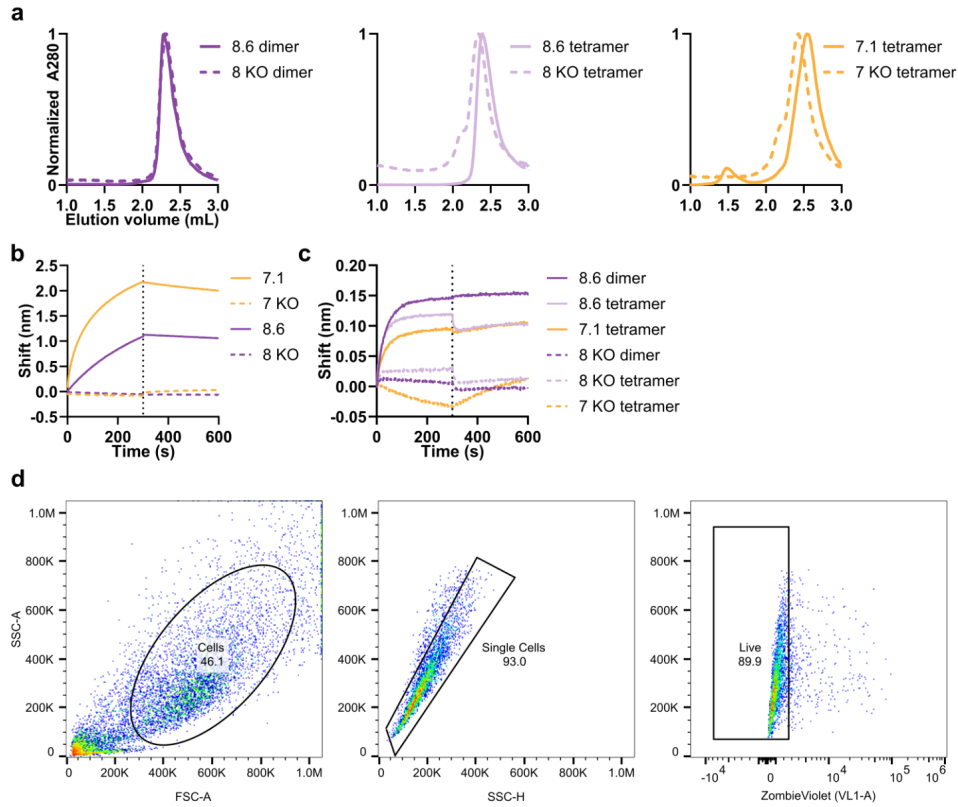 a
Normalized A280
1
0
1.0 1.5 2.0 2.5 3.0
Elution volume (mL)
8.6 dimer
8 KO dimer
1
0
1.0 1.5 2.0 2.5 3.0
8.6 tetramer
8 KO tetramer
1
0
1.0 1.5 2.0 2.5 3.0
7.1 tetramer
7 KO tetramer
b
Shift (nm)
2.5
2.0
1.5
1.0
0.5
0.0
-0.5
0 200 400 600
Time (s)
7.1
7 KO
8.6
8 KO
c
Shift (nm)
0.20
0.15
0.10
0.05
0.00
-0.05
0 200 400 600
Time (s)
8.6 dimer
8.6 tetramer
7.1 tetramer
8 KO dimer
8 KO tetramer
7 KO tetramer
d
SSC-A
1.0M
800K
600K
400K
200K
0
Cells
46.1
0 200K 400K 600K 800K 1.0M
FSC-A
1.0M
800K
600K
400K
200K
0
Single Cells
93.0
0 200K 400K 600K 800K 1.0M
SSC-H
1.0M
800K
600K
400K
200K
0
Live
89.9
-10⁴ 0 10⁴ 10⁵ 10⁶
ZombieViolet (VL1-A)